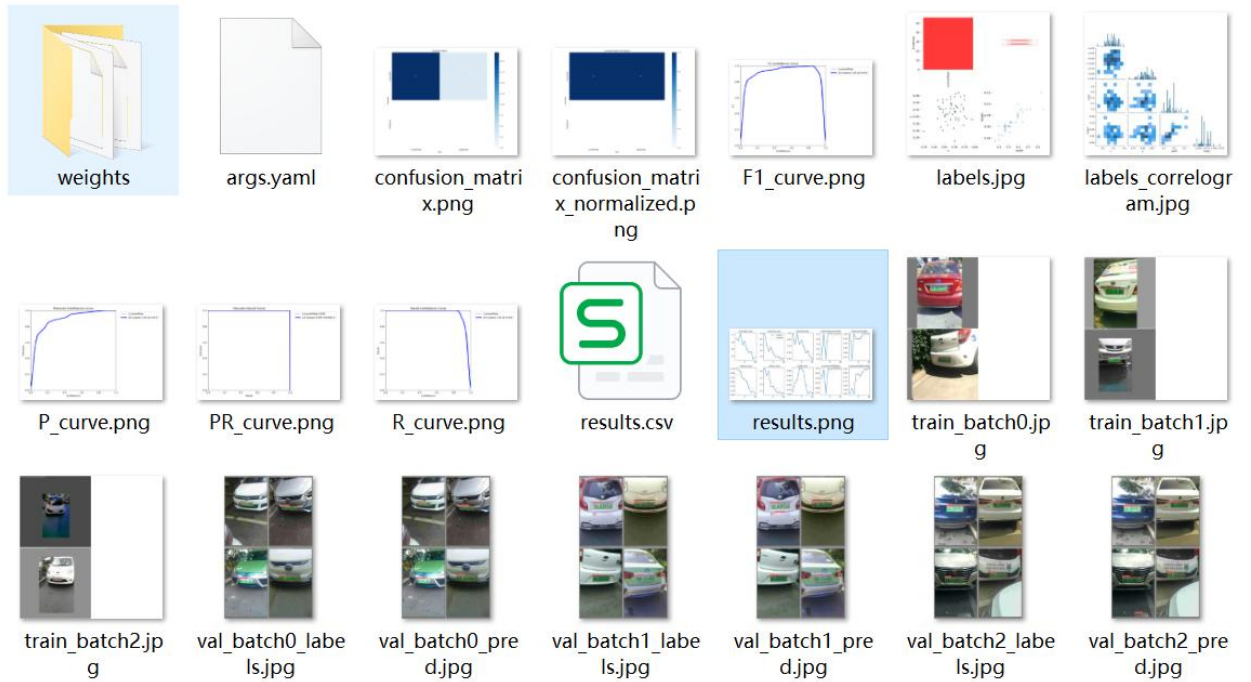 weights
args.yaml
confusion_matri
x.png
confusion_matri
x_normalized.p
ng
F1_curve.png
labels.jpg
labels_correlogr
am.jpg
P_curve.png
PR_curve.png
R_curve.png
S
results.csv
results.png
train_batch0.jp
g
train_batch1.jp
g
train_batch2.jp
g
val_batch0_labe
ls.jpg
val_batch0_pre
d.jpg
val_batch1_labe
ls.jpg
val_batch1_pre
d.jpg
val_batch2_labe
ls.jpg
val_batch2_pre
d.jpg